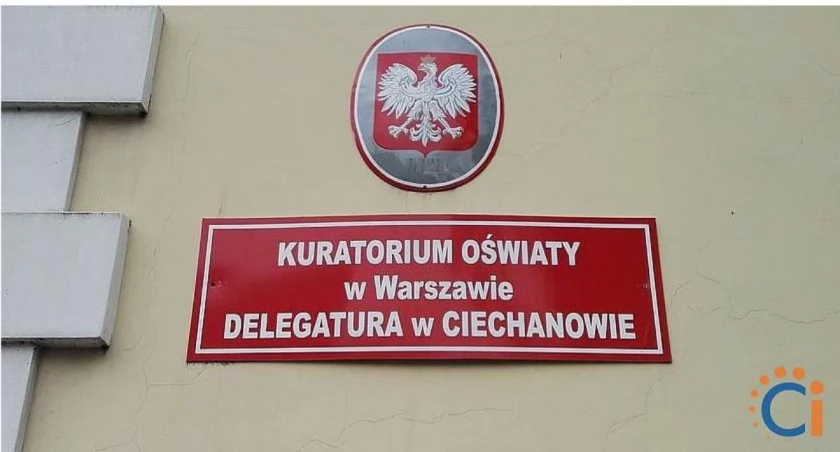 KURATORIUM OŚWIATY
w Warszawie
DELEGATURA w CIECHANOWIE
Ci